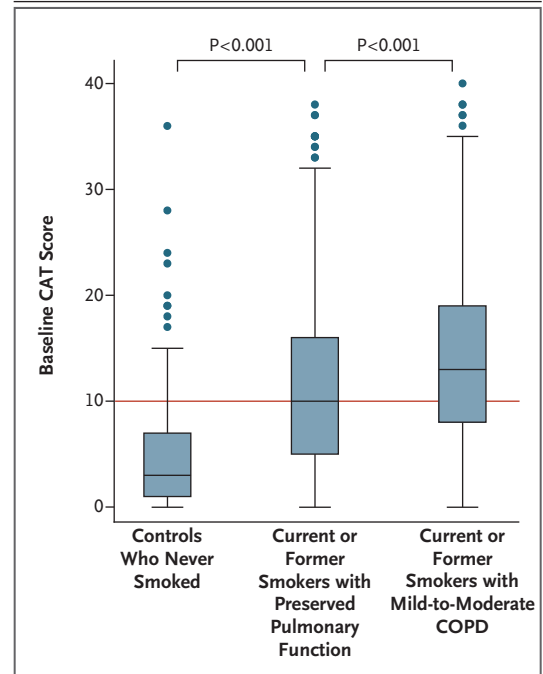 P<0.001
P<0.001
40
30
20
10
0
Baseline CAT Score
Controls
Who Never
Smoked
Current or
Former
Smokers with
Preserved
Pulmonary
Function
Current or
Former
Smokers with
Mild-to-Moderate
COPD